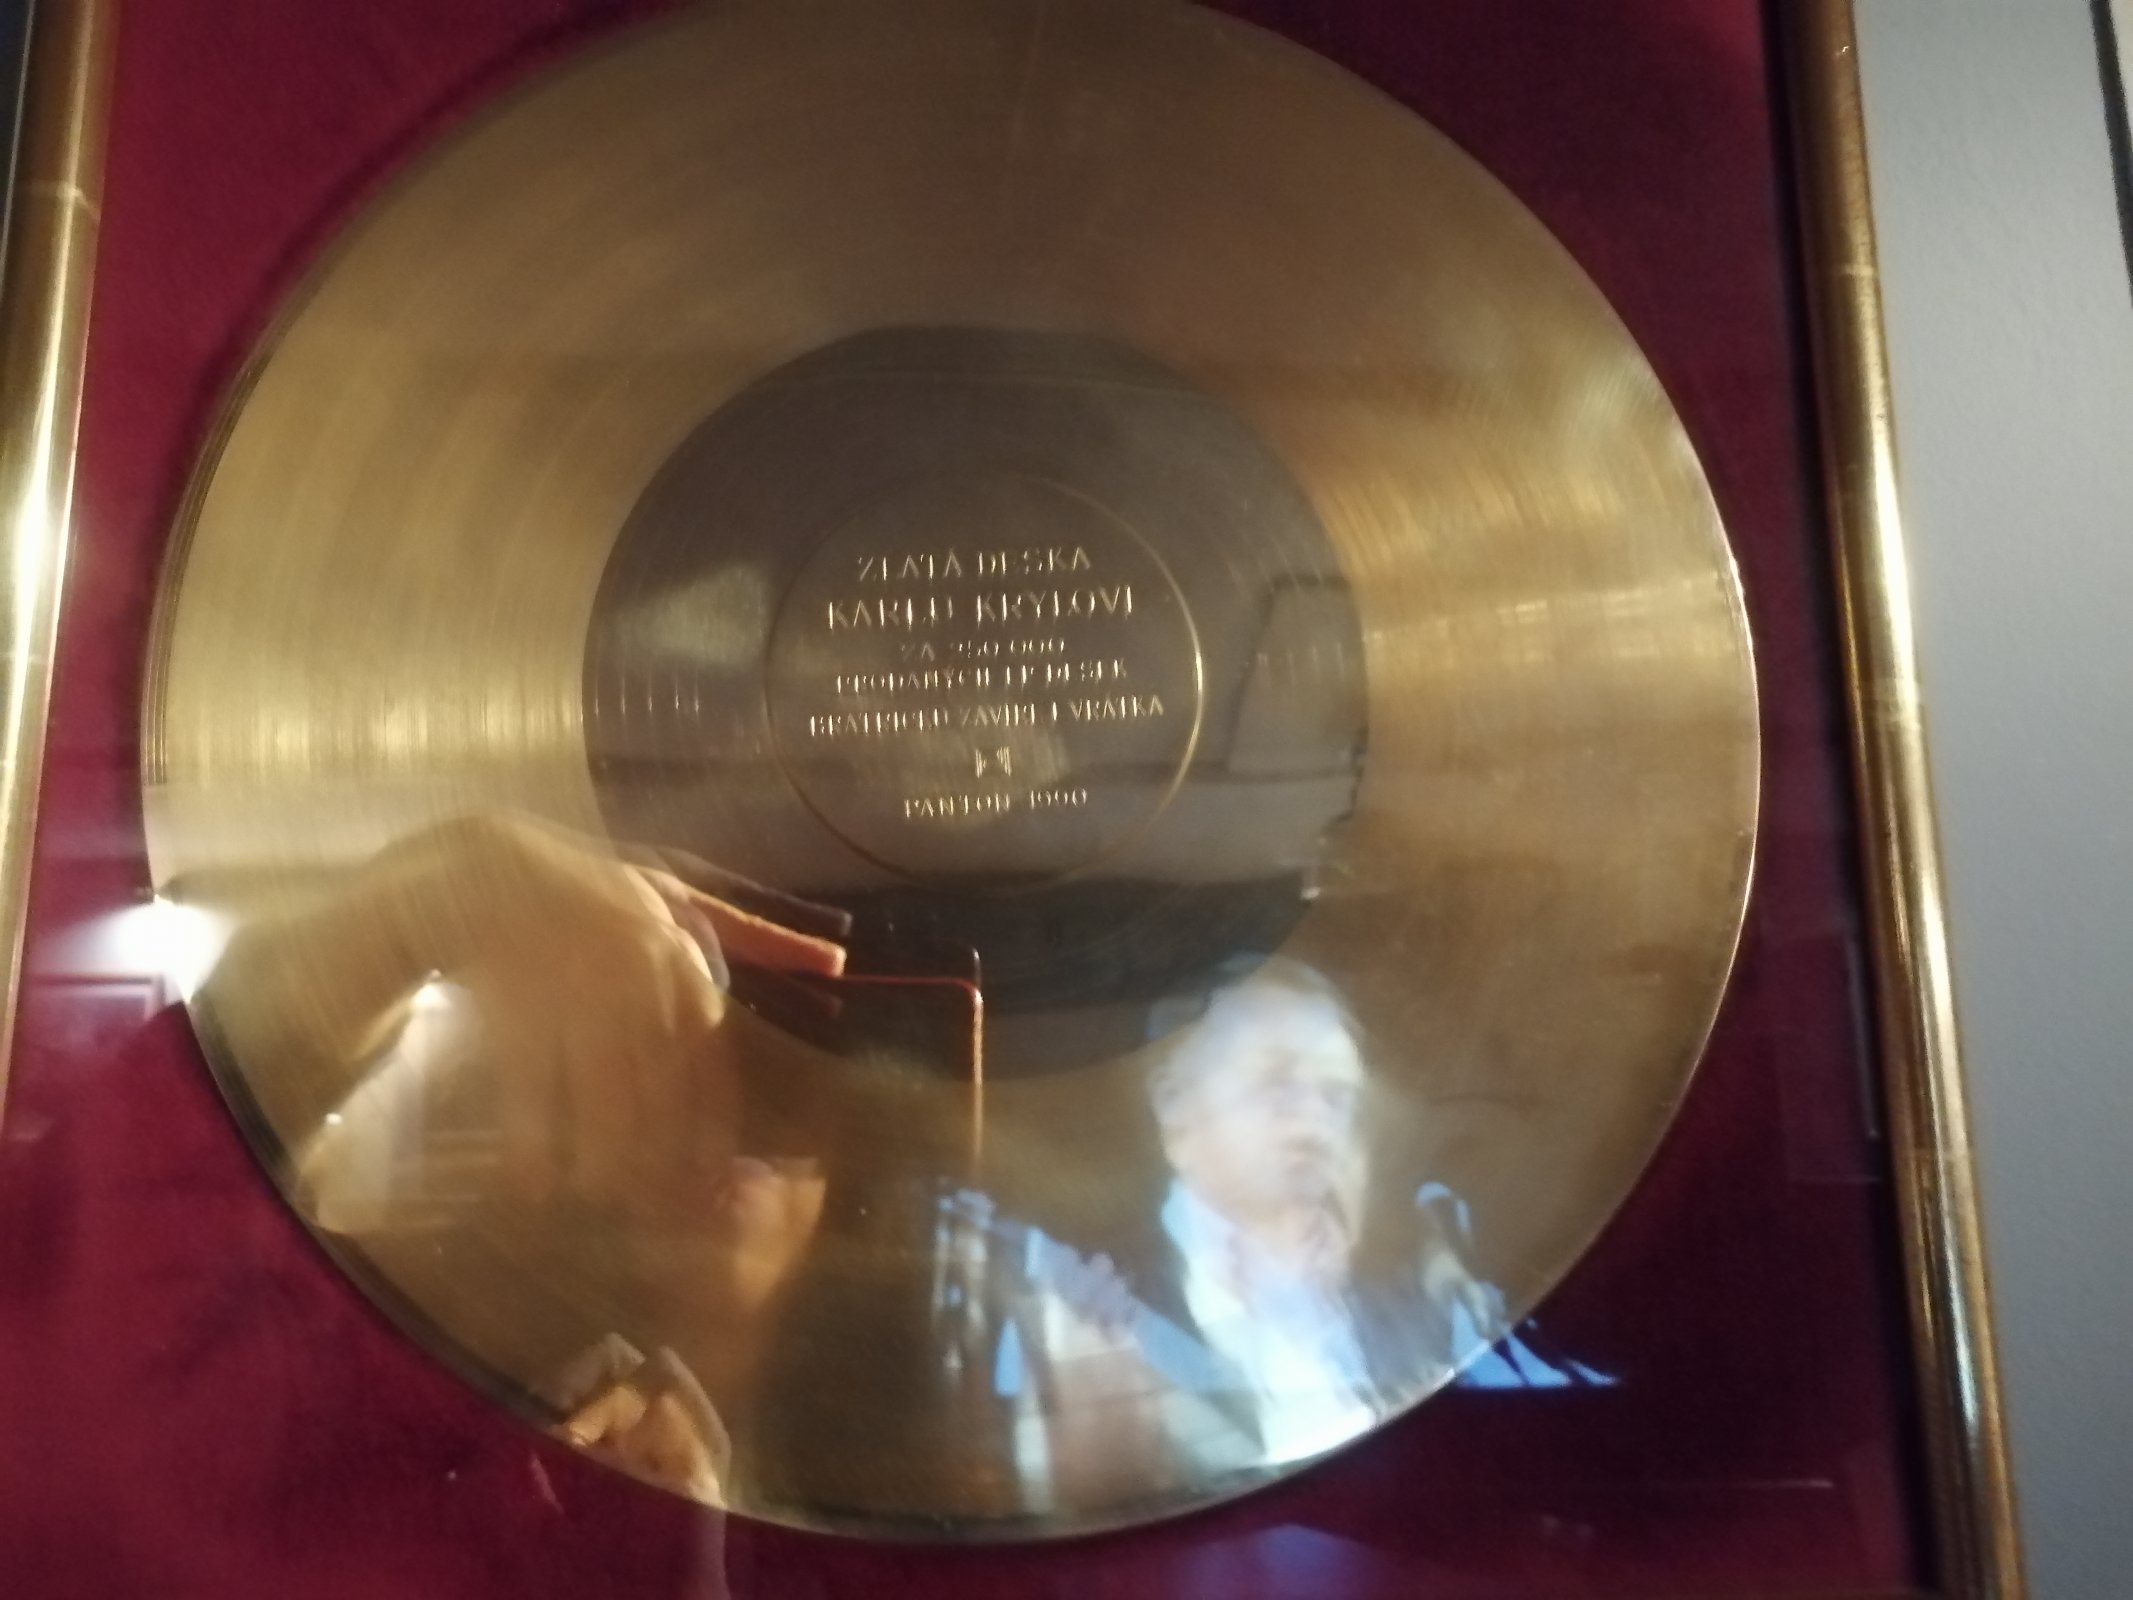 ZLATÁ DESKA
KARLU KRYLOVI
ZA 250 000
PRODANÝCH LP DESEK
BRATŘÍČKU ZAVÍREJ VRÁTKA
PANTON 1990